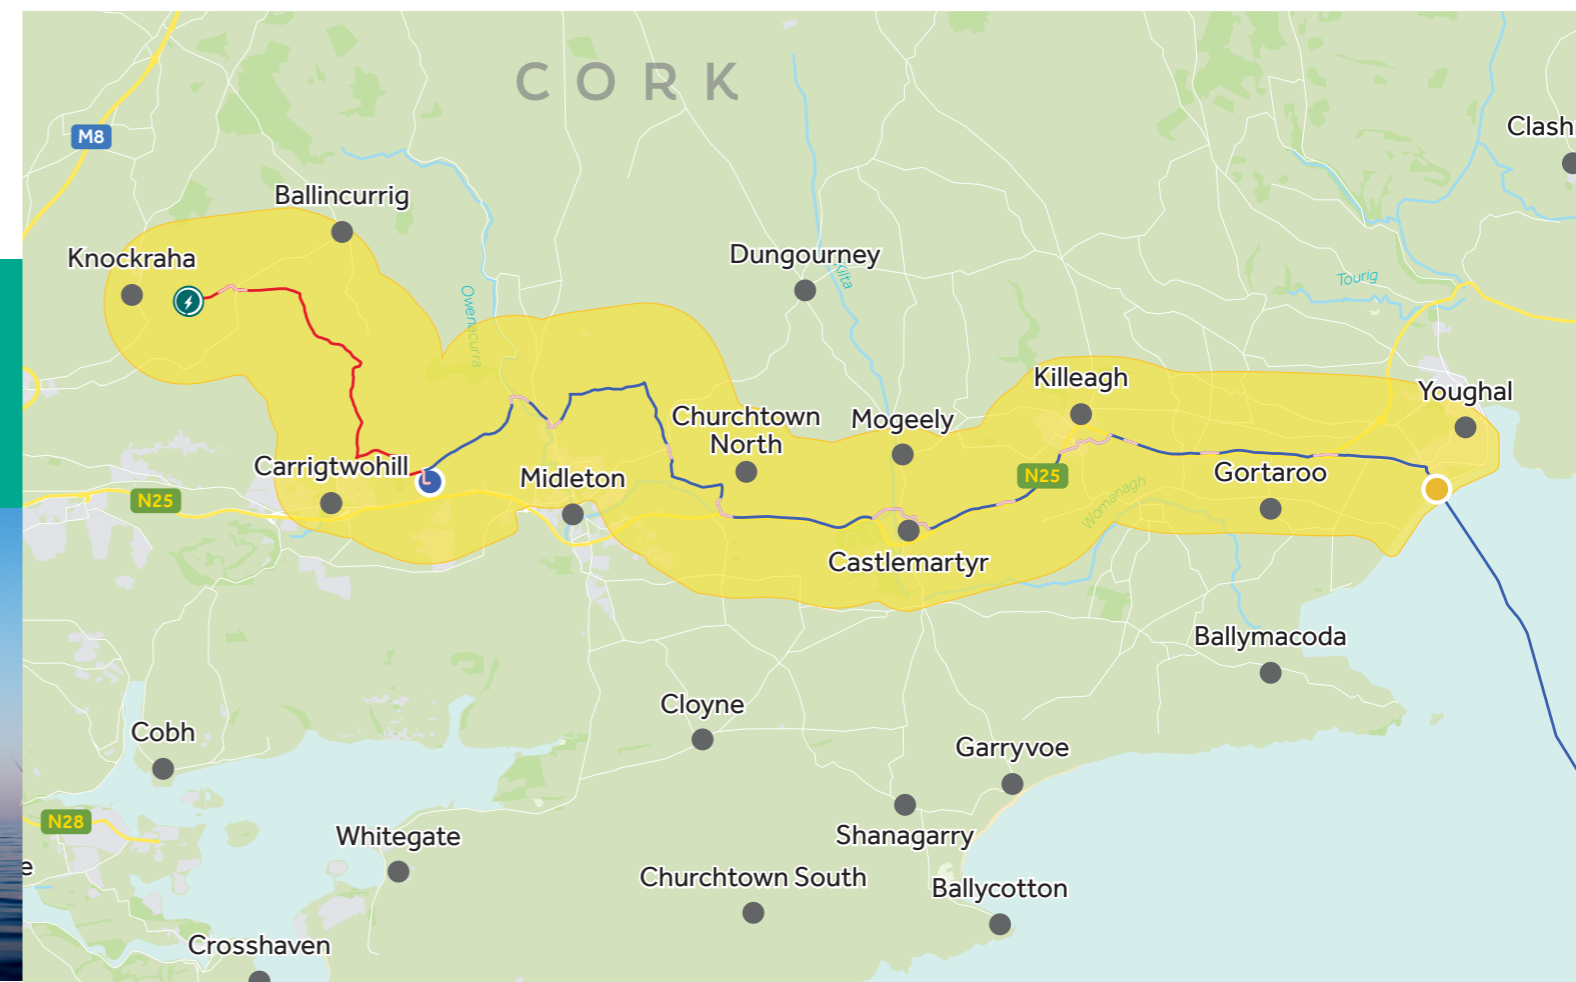 CORK
Clash
M8
Ballincurrig
Knockraha
Dungourney
Kilta
Tourig
Owenacurra
Killeagh
Youghal
Churchtown
North
Mogeely
Carrigtwohill
Midleton
N25
N25
Gortaroo
Womanagh
Castlemartyr
Ballymacoda
Cloyne
Cobh
Garryvoe
N28
Whitegate
Shanagarry
e
Churchtown South
Ballycotton
Crosshaven